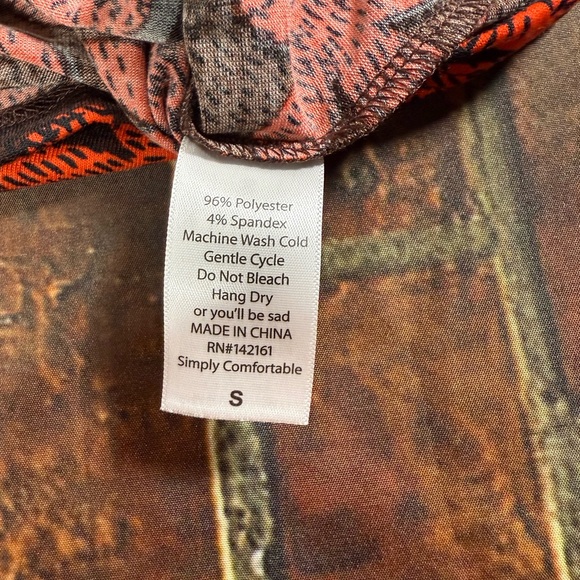 96% Polyester
4% Spandex
Machine Wash Cold
Gentle Cycle
Do Not Bleach
Hang Dry
or you'll be sad
MADE IN CHINA
RN#142161
Simply Comfortable
S